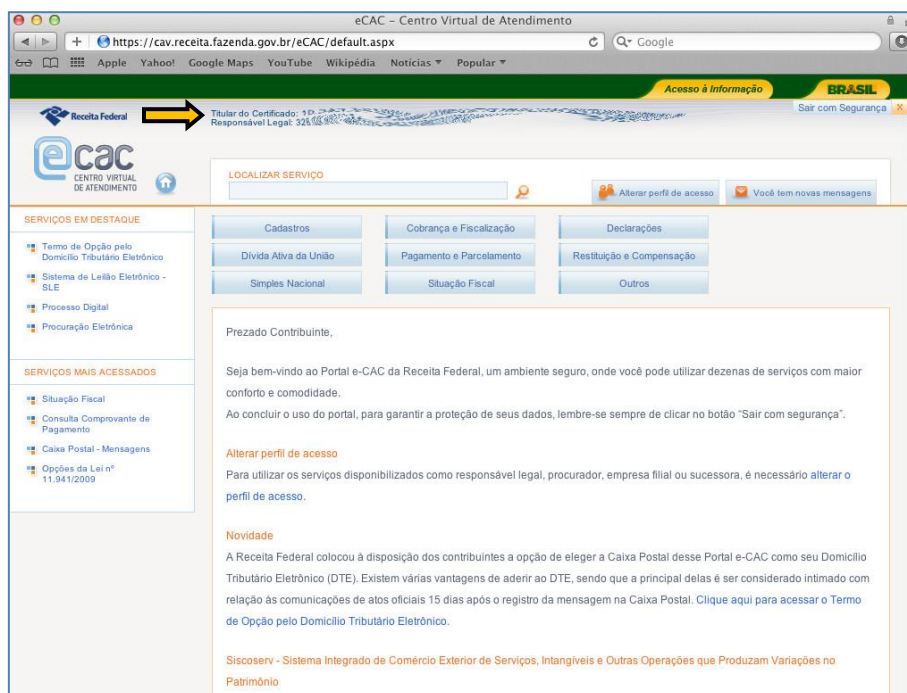 eCAC – Centro Virtual de Atendimento
https://cav.receita.fazenda.gov.br/eCAC/default.aspx
Google
Apple Yahoo! Google Maps YouTube Wikipédia Notícias Popular
Acesso à Informação
BRASIL
Receita Federal
Titular do Certificado:
Responsável Legal:
Sair com Segurança X
ecac
CENTRO VIRTUAL
DE ATENDIMENTO
LOCALIZAR SERVIÇO
Alterar perfil de acesso
Você tem novas mensagens
SERVIÇOS EM DESTAQUE
Termo de Opção pelo
Domicílio Tributário Eletrônico
Sistema de Leilão Eletrônico -
SLE
Processo Digital
Procuração Eletrônica
SERVIÇOS MAIS ACESSADOS
Situação Fiscal
Consulta Comprovante de
Pagamento
Caixa Postal - Mensagens
Opções da Lei nº
11.941/2009
Cadastros
Cobrança e Fiscalização
Declarações
Dívida Ativa da União
Pagamento e Parcelamento
Restituição e Compensação
Simples Nacional
Situação Fiscal
Outros
Prezado Contribuinte,
Seja bem-vindo ao Portal e-CAC da Receita Federal, um ambiente seguro, onde você pode utilizar dezenas de serviços com maior
conforto e comodidade.
Ao concluir o uso do portal, para garantir a proteção de seus dados, lembre-se sempre de clicar no botão “Sair com segurança”.
Alterar perfil de acesso
Para utilizar os serviços disponibilizados como responsável legal, procurador, empresa filial ou sucessora, é necessário alterar o
perfil de acesso.
Novidade
A Receita Federal colocou à disposição dos contribuintes a opção de eleger a Caixa Postal desse Portal e-CAC como seu Domicílio
Tributário Eletrônico (DTE). Existem várias vantagens de aderir ao DTE, sendo que a principal delas é ser considerado intimado com
relação às comunicações de atos oficiais 15 dias após o registro da mensagem na Caixa Postal. Clique aqui para acessar o Termo
de Opção pelo Domicílio Tributário Eletrônico.
Siscoserv - Sistema Integrado de Comércio Exterior de Serviços, Intangíveis e Outras Operações que Produzam Variações no
Patrimônio